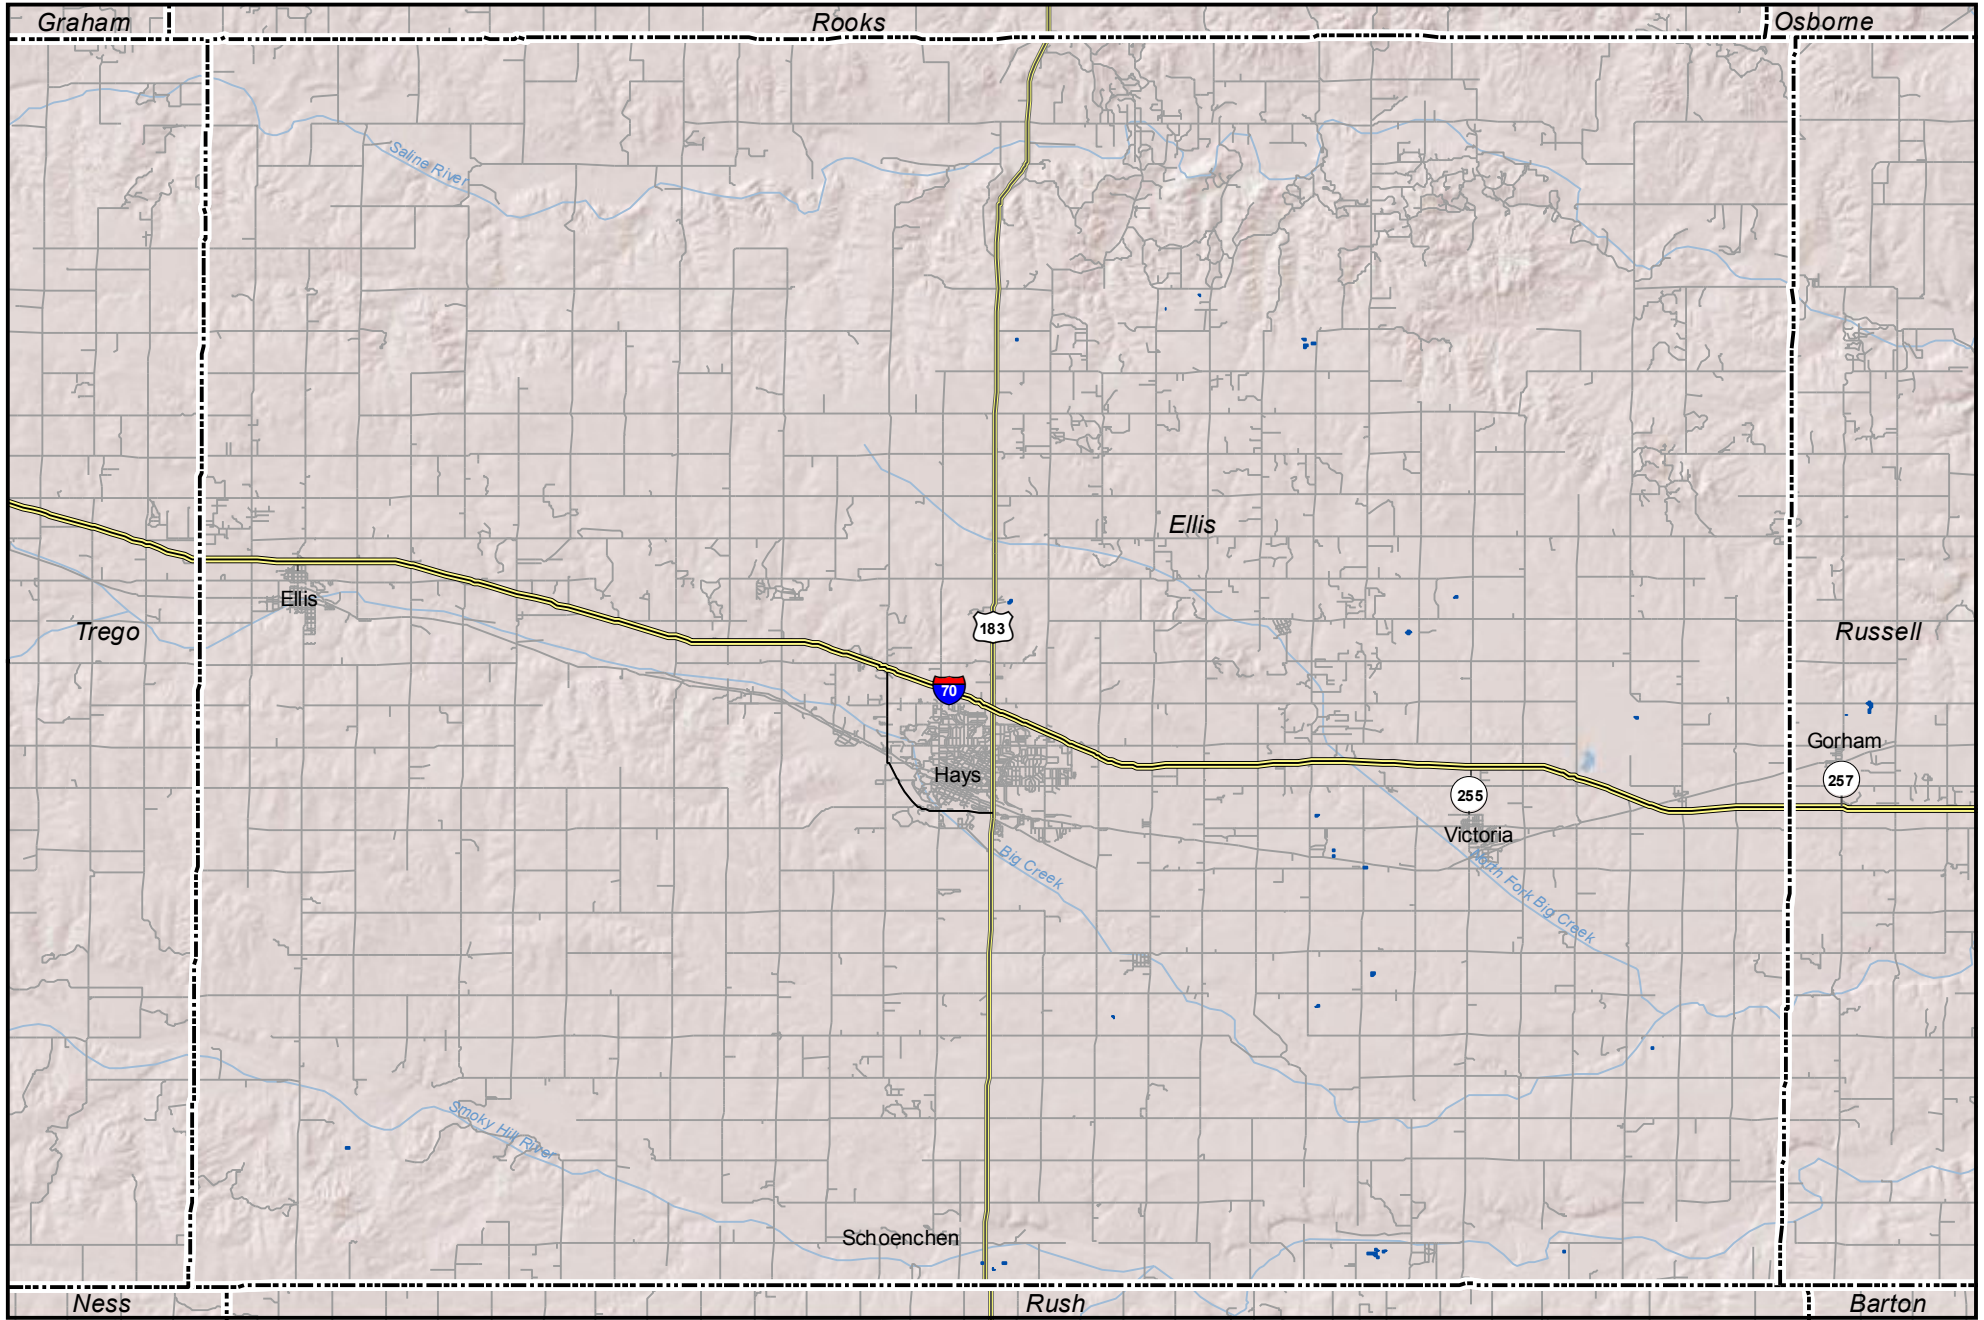 Graham
Rooks
Osborne
Saline River
Ellis
Ellis
Trego
183
Russell
70
Gorham
Hays
257
255
Victoria
Big Creek
North Fork Big Creek
Smoky Hill River
Schoenchen
Ness
Rush
Barton